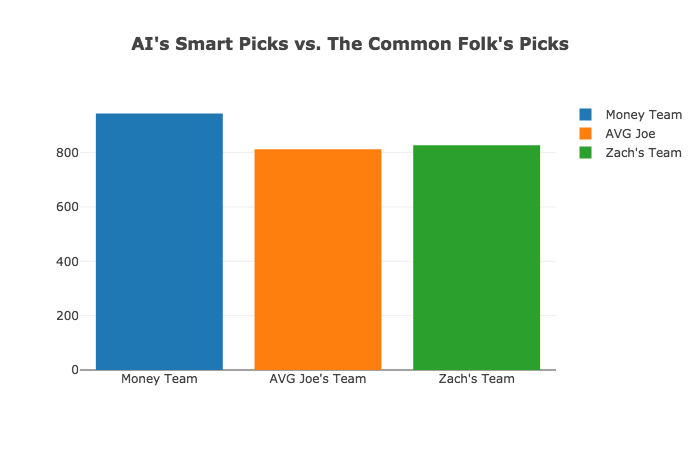 AI's Smart Picks vs. The Common Folk's Picks
Money Team
AVG Joe
Zach's Team
800
600
400
200
0
Money Team
AVG Joe's Team
Zach's Team